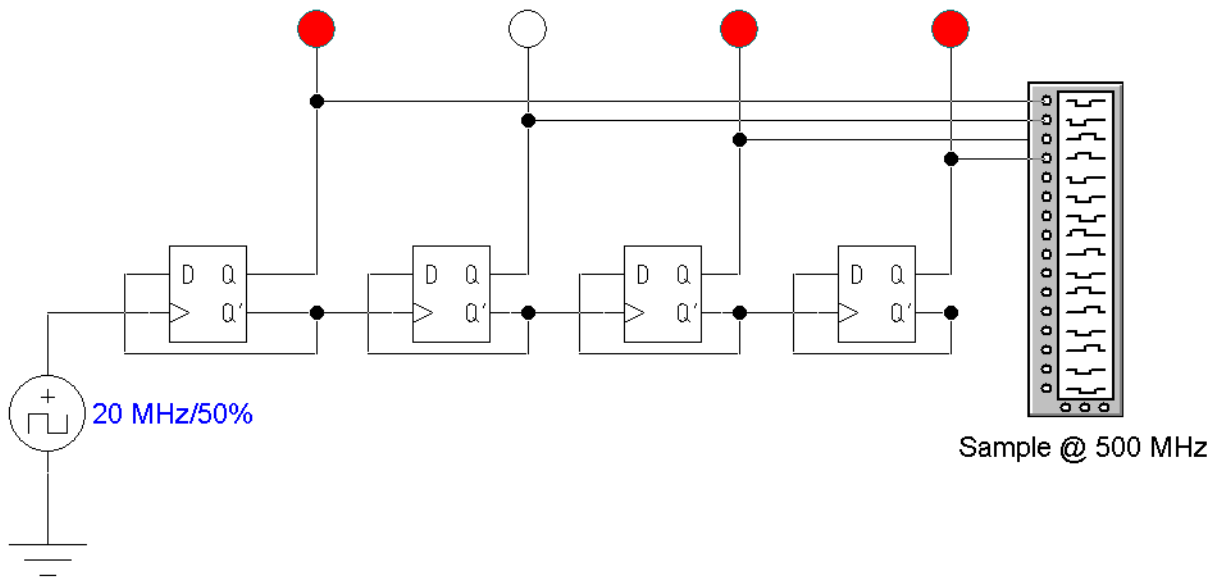 D Q D Q D Q D Q
Q' Q' Q' Q'
+
20 MHz/50%
Sample @ 500 MHz